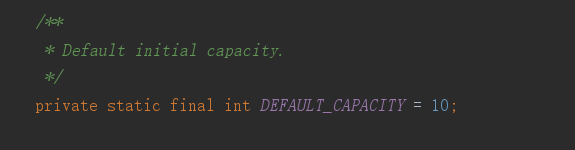 /**
* Default initial capacity.
*/
private static final int DEFAULT_CAPACITY = 10;